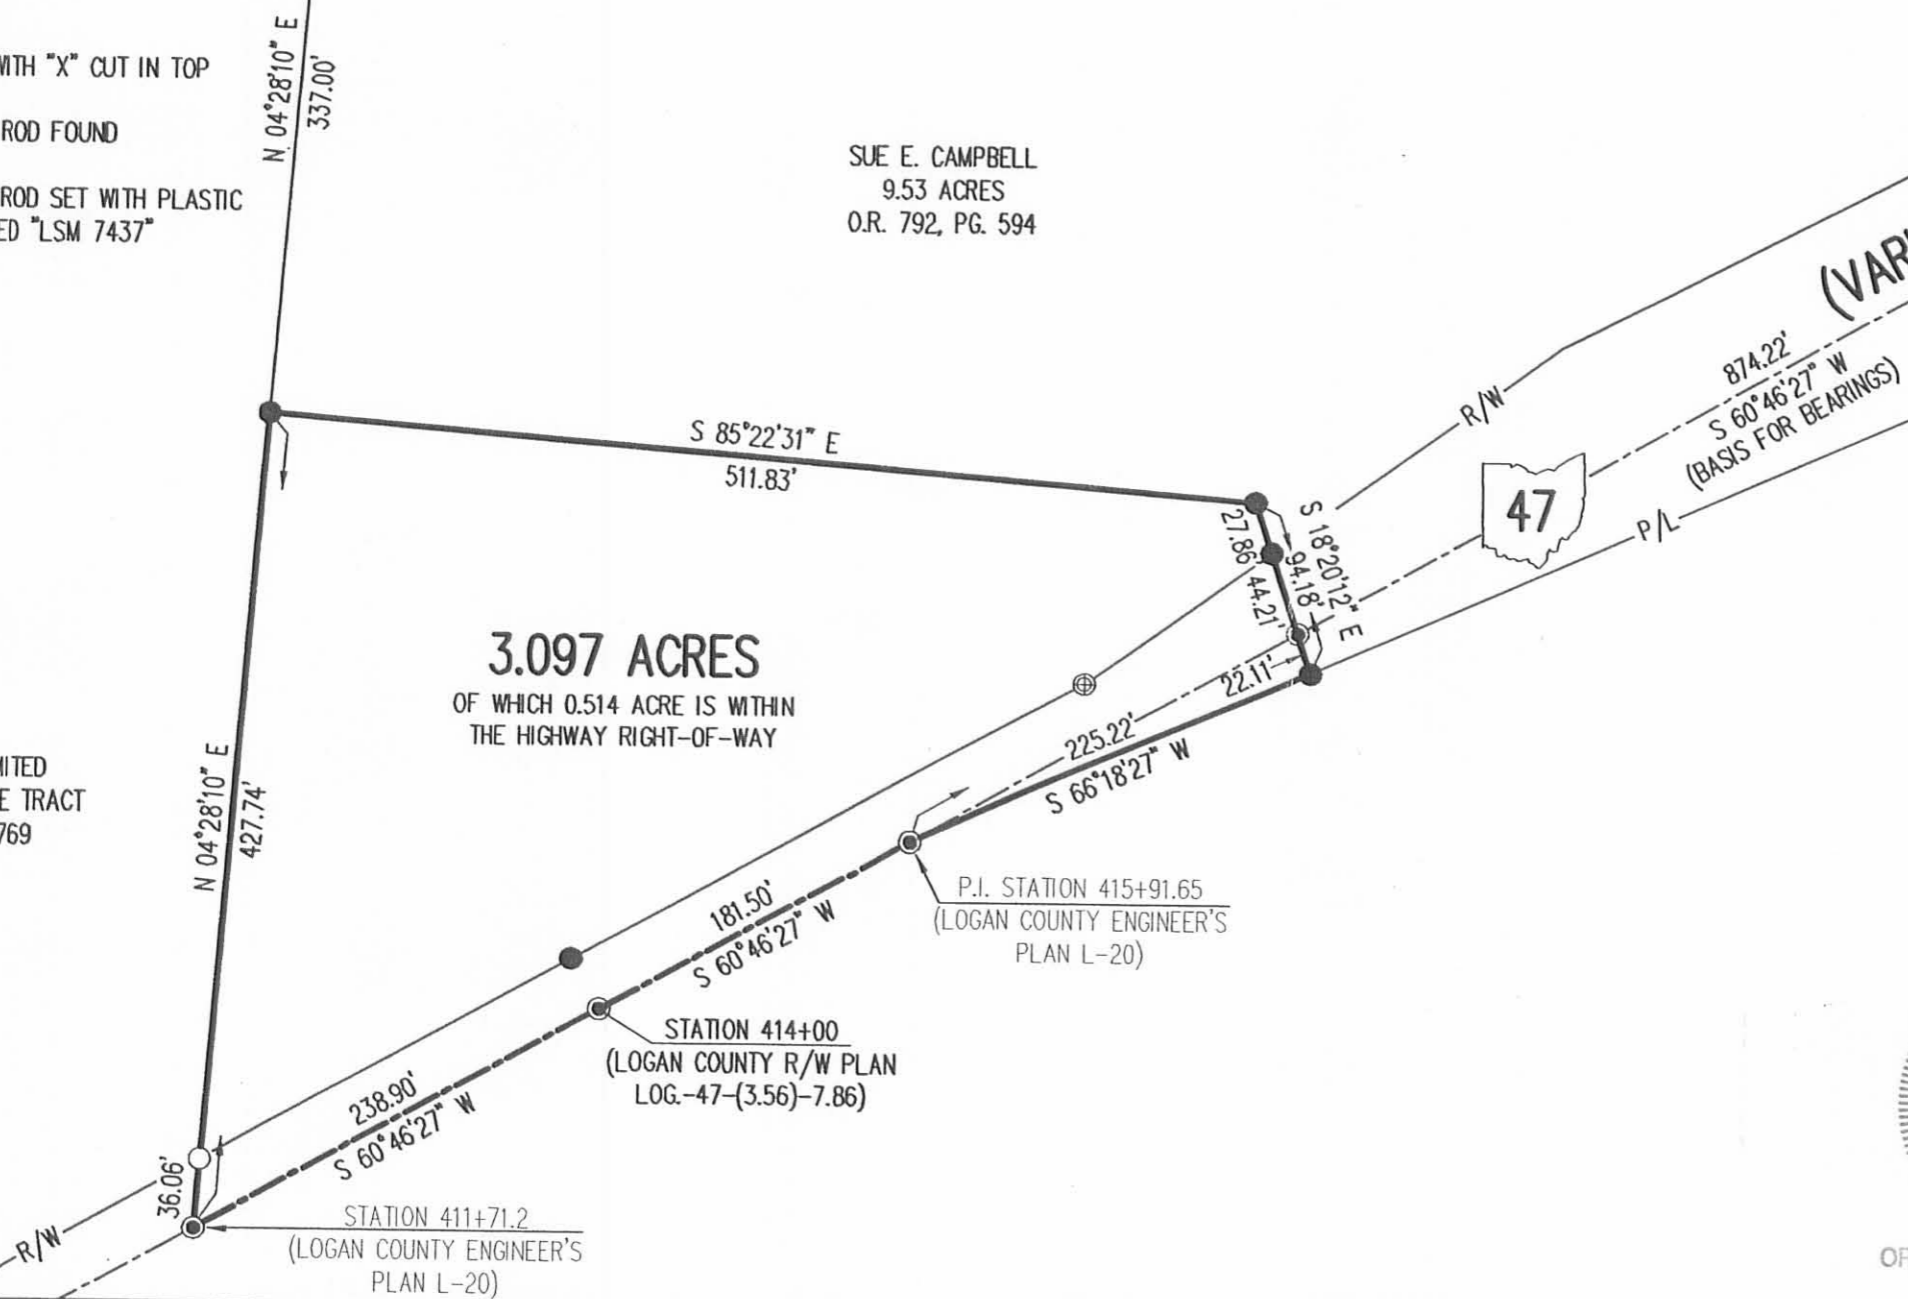 WITH "X" CUT IN TOP
ROD FOUND
ROD SET WITH PLASTIC
ED "LSM 7437"
N 04°28'10" E
337.00'
SUE E. CAMPBELL
9.53 ACRES
O.R. 792, PG. 594
(VAR
874.22'
S 60°46'27" W
(BASIS FOR BEARINGS)
R/W
47
P/L
S 85°22'31" E
511.83'
S 18°20'12" E
94.18'
27.86'
44.21'
22.11'
3.097 ACRES
OF WHICH 0.514 ACRE IS WITHIN
THE HIGHWAY RIGHT-OF-WAY
225.22'
S 66°18'27" W
N 04°28'10" E
427.74'
MITED
E TRACT
769
P.I. STATION 415+91.65
(LOGAN COUNTY ENGINEER'S
PLAN L-20)
181.50'
S 60°46'27" W
STATION 414+00
(LOGAN COUNTY R/W PLAN
LOG.-47-(3.56)-7.86)
238.90'
S 60°46'27" W
36.06'
R/W
STATION 411+71.2
(LOGAN COUNTY ENGINEER'S
PLAN L-20)
OF